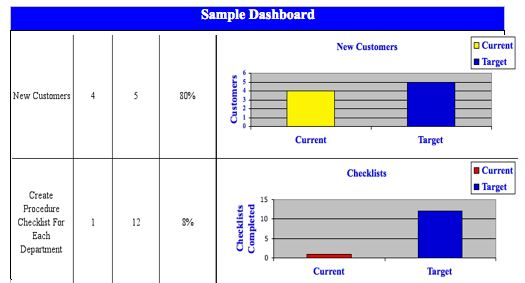 Sample Dashboard
New Customers
4
5
80%
New Customers
Current
Target
Customers
6
5
4
3
2
1
0
Current
Target
Create
Procedure
Checklist For
Each
Department
1
12
8%
Checklists
Current
Target
Checklists
Completed
15
10
5
0
Current
Target